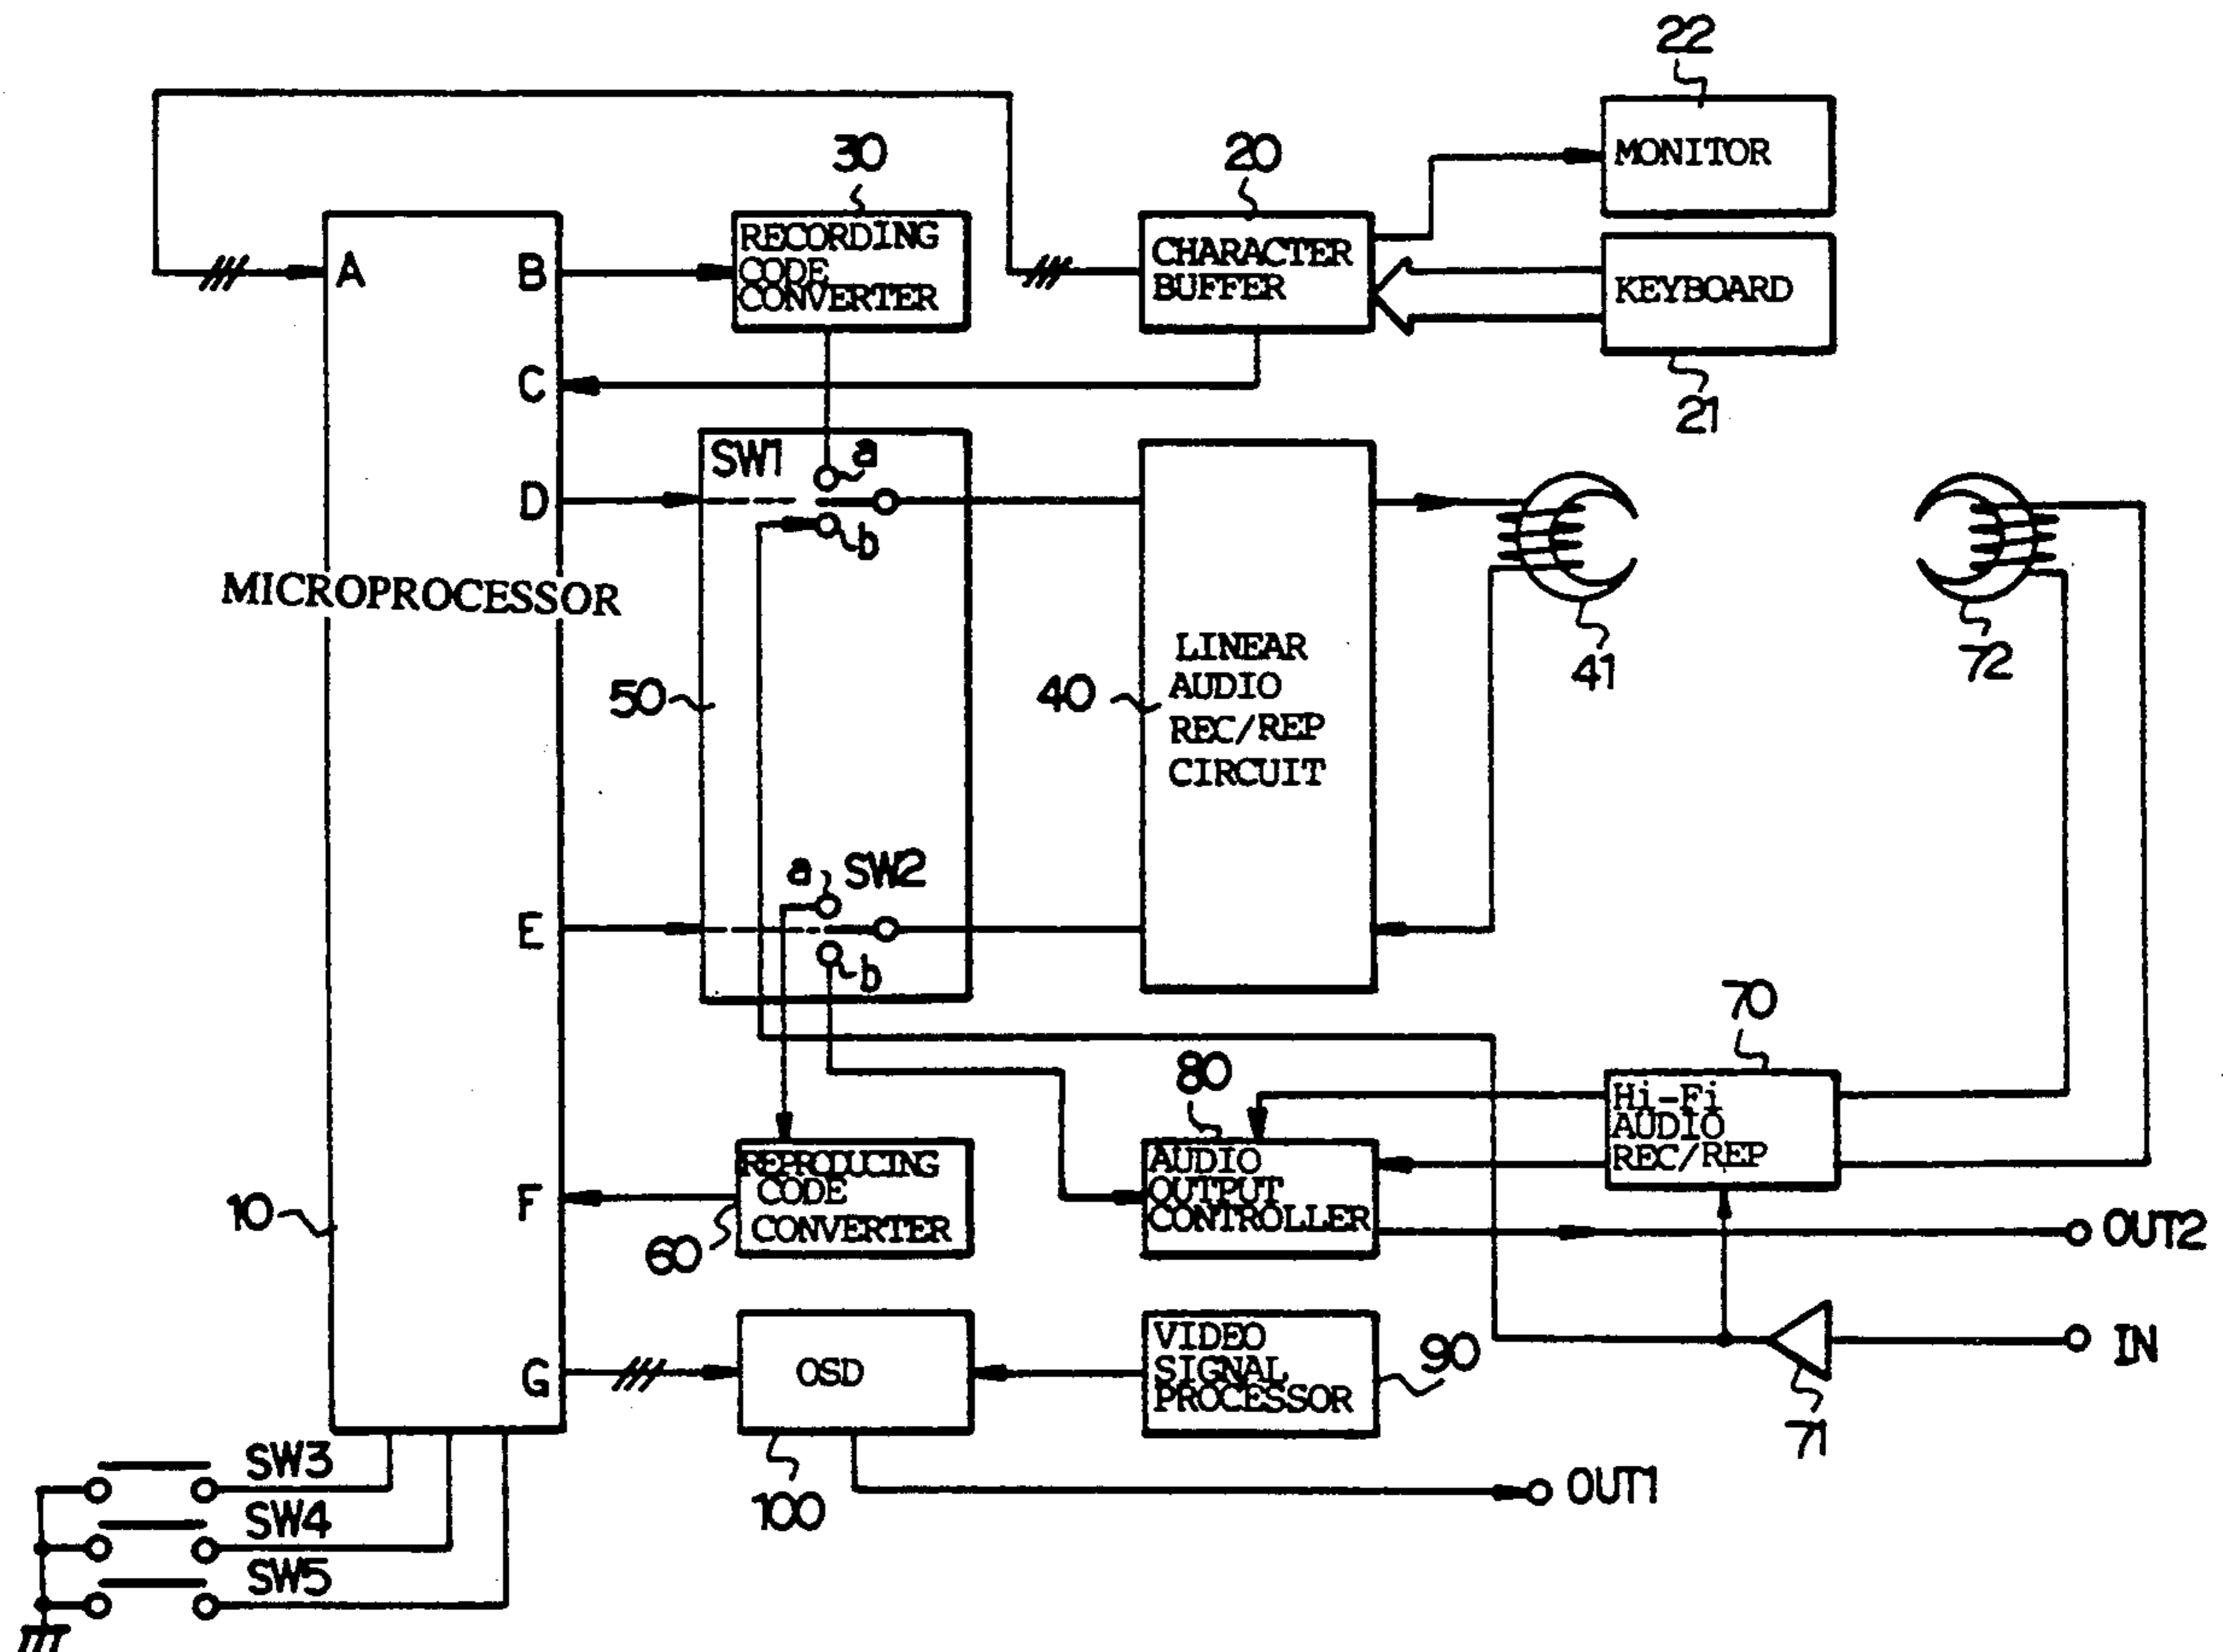 22
MONITOR
30
20
RECORDING
CODE
CONVERTER
CHARACTER
BUFFER
KEYBOARD
21
A
B
C
D
E
F
G
MICROPROCESSOR
10
SW1
a
b
50
a
SW2
b
LINEAR
AUDIO
REC/REP
CIRCUIT
40
41
72
70
Hi-Fi
AUDIO
REC/REP
80
AUDIO
OUTPUT
CONTROLLER
REPRODUCING
CODE
CONVERTER
60
OUT2
IN
71
OSD
100
VIDEO
SIGNAL
PROCESSOR
90
OUT1
SW3
SW4
SW5